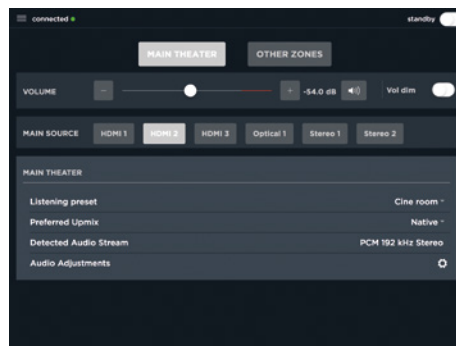 connected
standby
MAIN THEATER OTHER ZONES
VOLUME - + -54.0 dB Vol dim
MAIN SOURCE HDMI 1 HDMI 2 HDMI 3 Optical 1 Stereo 1 Stereo 2
MAIN THEATER
Listening preset Cine room
Preferred Upmix Native
Detected Audio Stream PCM 192 kHz Stereo
Audio Adjustments